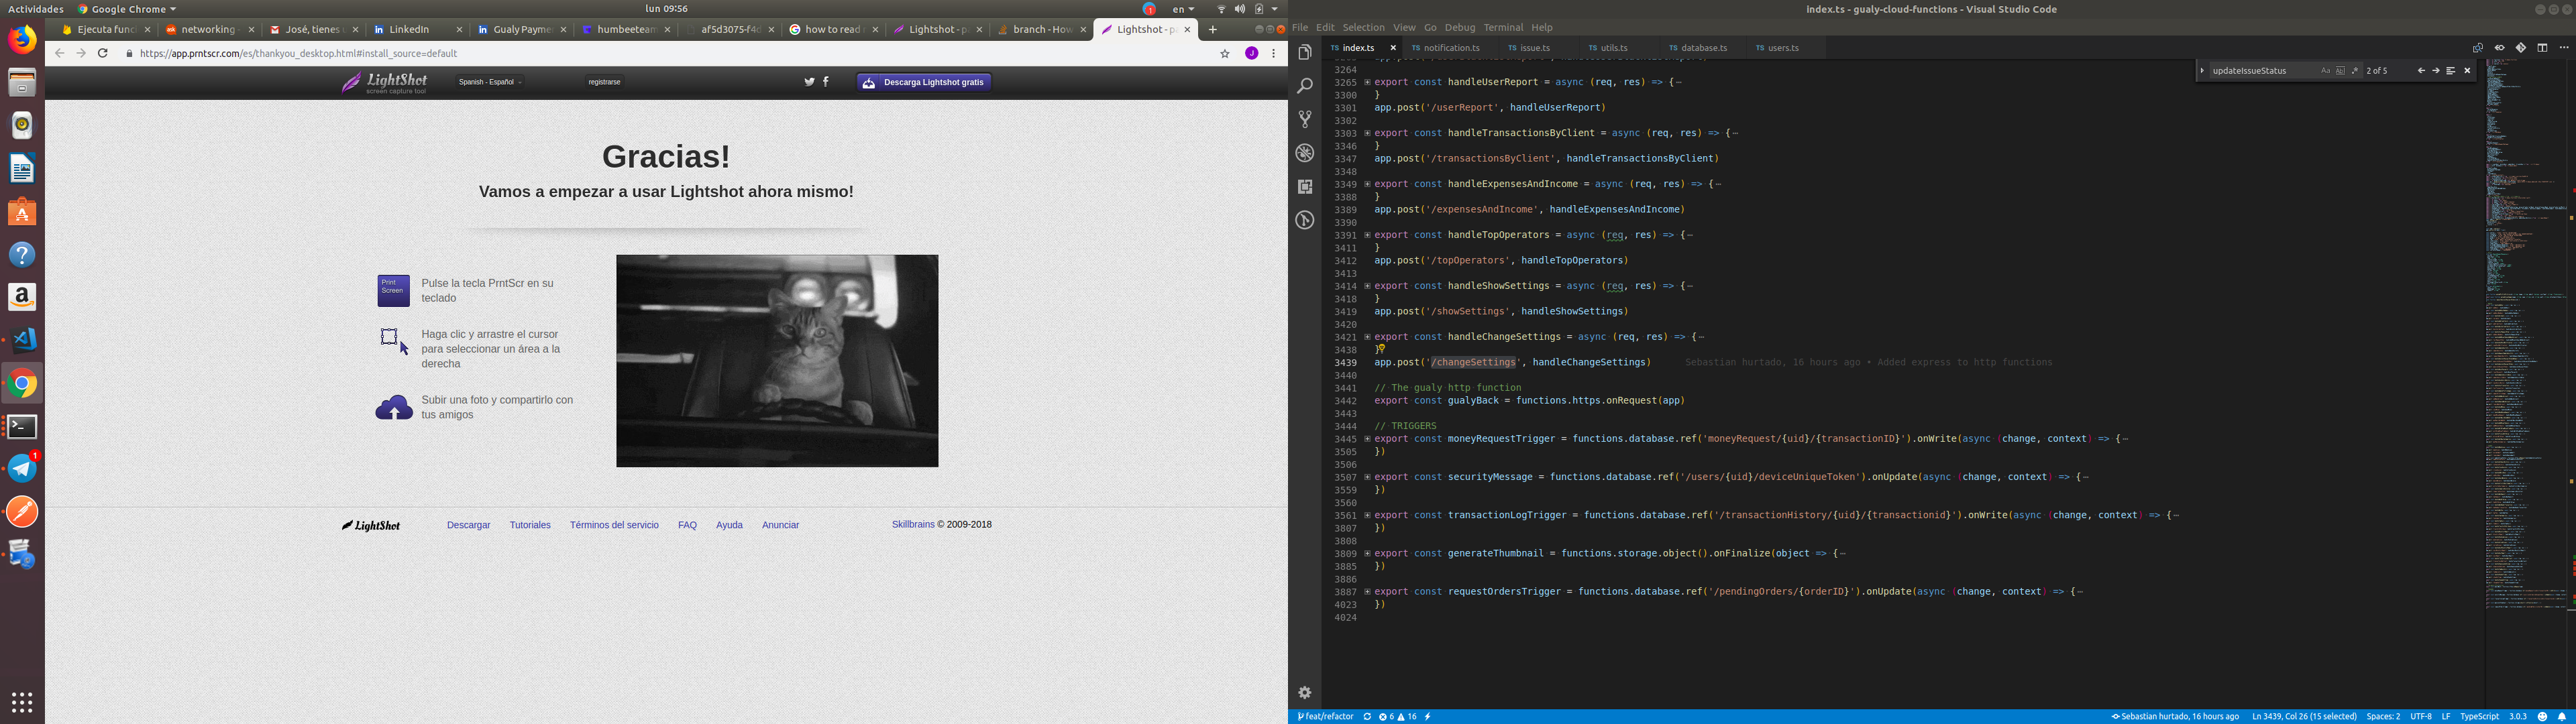 Actividades
Google Chrome
lun 09:56
1
en
Ejecuta funci
networking -
José, tienes
LinkedIn
Gualy Payme
humbeeteam
af5d3075-f4d
how to read
Lightshot - p
branch - How
Lightshot - p
https://app.prntscr.com/es/thankyou_desktop.html#install_source=default
J
LightShot
screen capture tool
Spanish - Español
registrarse
Descarga Lightshot gratis
Gracias!
Vamos a empezar a usar Lightshot ahora mismo!
Print
Screen
Pulse la tecla PrntScr en su
teclado
Haga clic y arrastre el cursor
para seleccionar un área a la
derecha
Subir una foto y compartirlo con
tus amigos
LightShot
Descargar Tutoriales Términos del servicio FAQ Ayuda Anunciar
Skillbrains © 2009-2018
1
index.ts - gualy-cloud-functions - Visual Studio Code
File Edit Selection View Go Debug Terminal Help
TS index.ts × TS notification.ts TS issue.ts TS utils.ts TS database.ts TS users.ts
updateIssueStatus 2 of 5
3264
3265 export const handleUserReport = async (req, res) => {…
3300 }
3301 app.post('/userReport', handleUserReport)
3302
3303 export const handleTransactionsByClient = async (req, res) => {…
3346 }
3347 app.post('/transactionsByClient', handleTransactionsByClient)
3348
3349 export const handleExpensesAndIncome = async (req, res) => {…
3388 }
3389 app.post('/expensesAndIncome', handleExpensesAndIncome)
3390
3391 export const handleTopOperators = async (req, res) => {…
3411 }
3412 app.post('/topOperators', handleTopOperators)
3413
3414 export const handleShowSettings = async (req, res) => {…
3418 }
3419 app.post('/showSettings', handleShowSettings)
3420
3421 export const handleChangeSettings = async (req, res) => {…
3438 }
3439 app.post('/changeSettings', handleChangeSettings) Sebastian hurtado, 16 hours ago • Added express to http functions
3440
3441 // The gualy http function
3442 export const gualyBack = functions.https.onRequest(app)
3443
3444 // TRIGGERS
3445 export const moneyRequestTrigger = functions.database.ref('moneyRequest/{uid}/{transactionID}').onWrite(async (change, context) => {…
3505 })
3506
3507 export const securityMessage = functions.database.ref('/users/{uid}/deviceUniqueToken').onUpdate(async (change, context) => {…
3559 })
3560
3561 export const transactionLogTrigger = functions.database.ref('/transactionHistory/{uid}/{transactionid}').onWrite(async (change, context) => {…
3807 })
3808
3809 export const generateThumbnail = functions.storage.object().onFinalize(object => {…
3885 })
3886
3887 export const requestOrdersTrigger = functions.database.ref('/pendingOrders/{orderID}').onUpdate(async (change, context) => {…
4023 })
4024
feat/refactor 6 16
Sebastian hurtado, 16 hours ago Ln 3439, Col 26 (15 selected) Spaces: 2 UTF-8 LF TypeScript 3.0.3